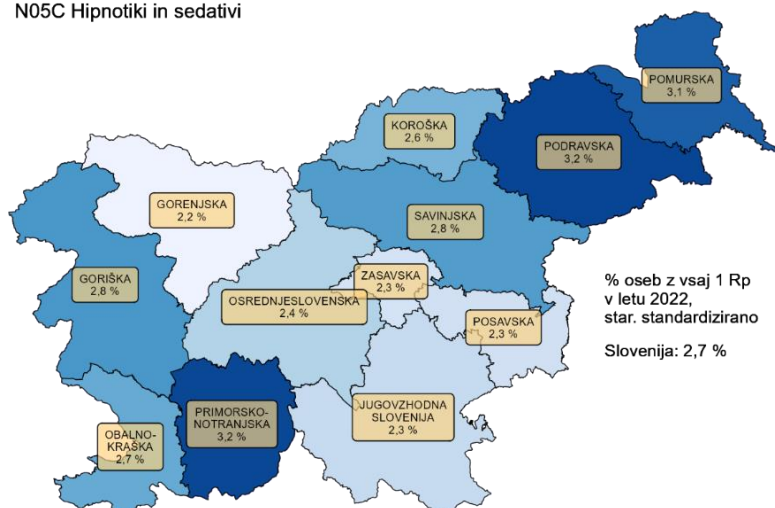 N05C Hipnotiki in sedativi
POMURSKA
3,1 %
KOROŠKA
2,6 %
PODRAVSKA
3,2 %
GORENJSKA
2,2 %
SAVINJSKA
2,8 %
GORIŠKA
2,8 %
ZASAVSKA
2,3 %
OSREDNJESLOVENSKA
2,4 %
POSAVSKA
2,3 %
% oseb z vsaj 1 Rp
v letu 2022,
star. standardizirano
Slovenija: 2,7 %
PRIMORSKO-
NOTRANJSKA
3,2 %
JUGOVZHODNA
SLOVENIJA
2,3 %
OBALNO-
KRAŠKA
2,7 %